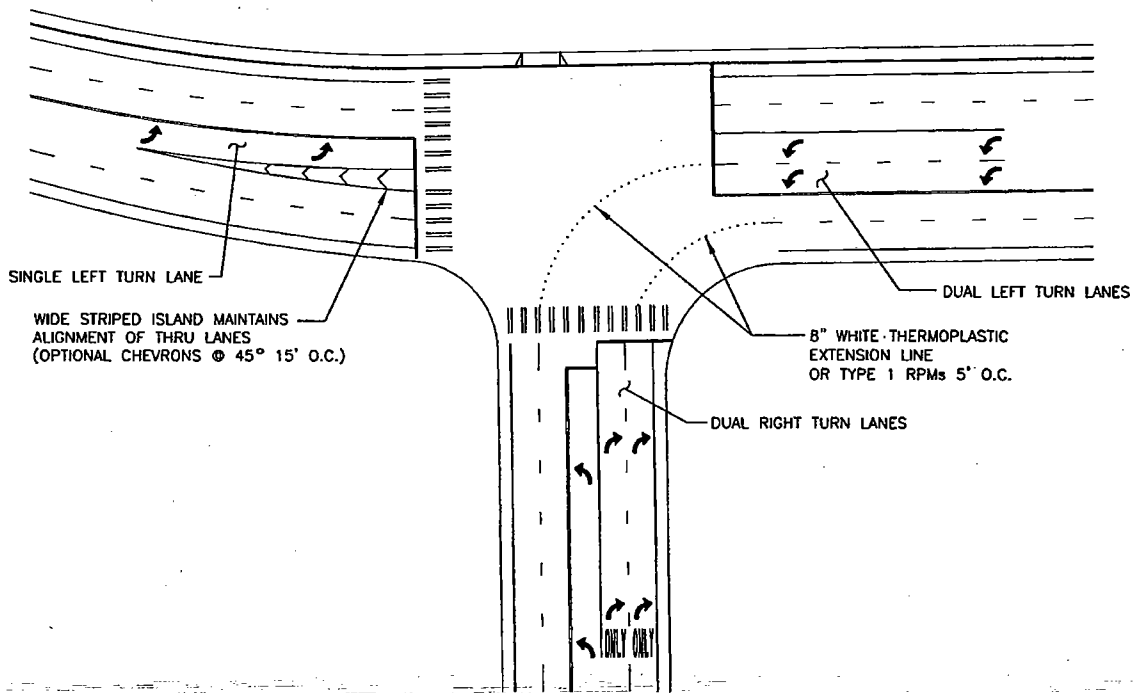 SINGLE LEFT TURN LANE
WIDE STRIPED ISLAND MAINTAINS
ALIGNMENT OF THRU LANES
(OPTIONAL CHEVRONS @ 45° 15' O.C.)
DUAL LEFT TURN LANES
8" WHITE THERMOPLASTIC
EXTENSION LINE
OR TYPE 1 RPMs 5' O.C.
DUAL RIGHT TURN LANES
ONLY ONLY